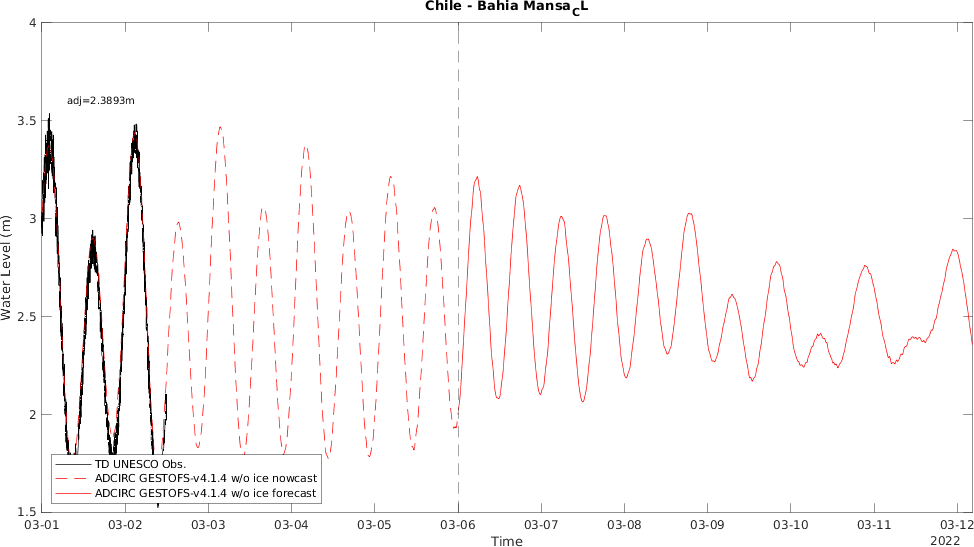 Chile - Bahia Mansa_CL
adj=2.3893m
4
3.5
3
2.5
2
1.5
Water Level (m)
TD UNESCO Obs.
ADCIRC GESTOFS-v4.1.4 w/o ice nowcast
ADCIRC GESTOFS-v4.1.4 w/o ice forecast
03-01 03-02 03-03 03-04 03-05 03-06 03-07 03-08 03-09 03-10 03-11 03-12
Time
2022